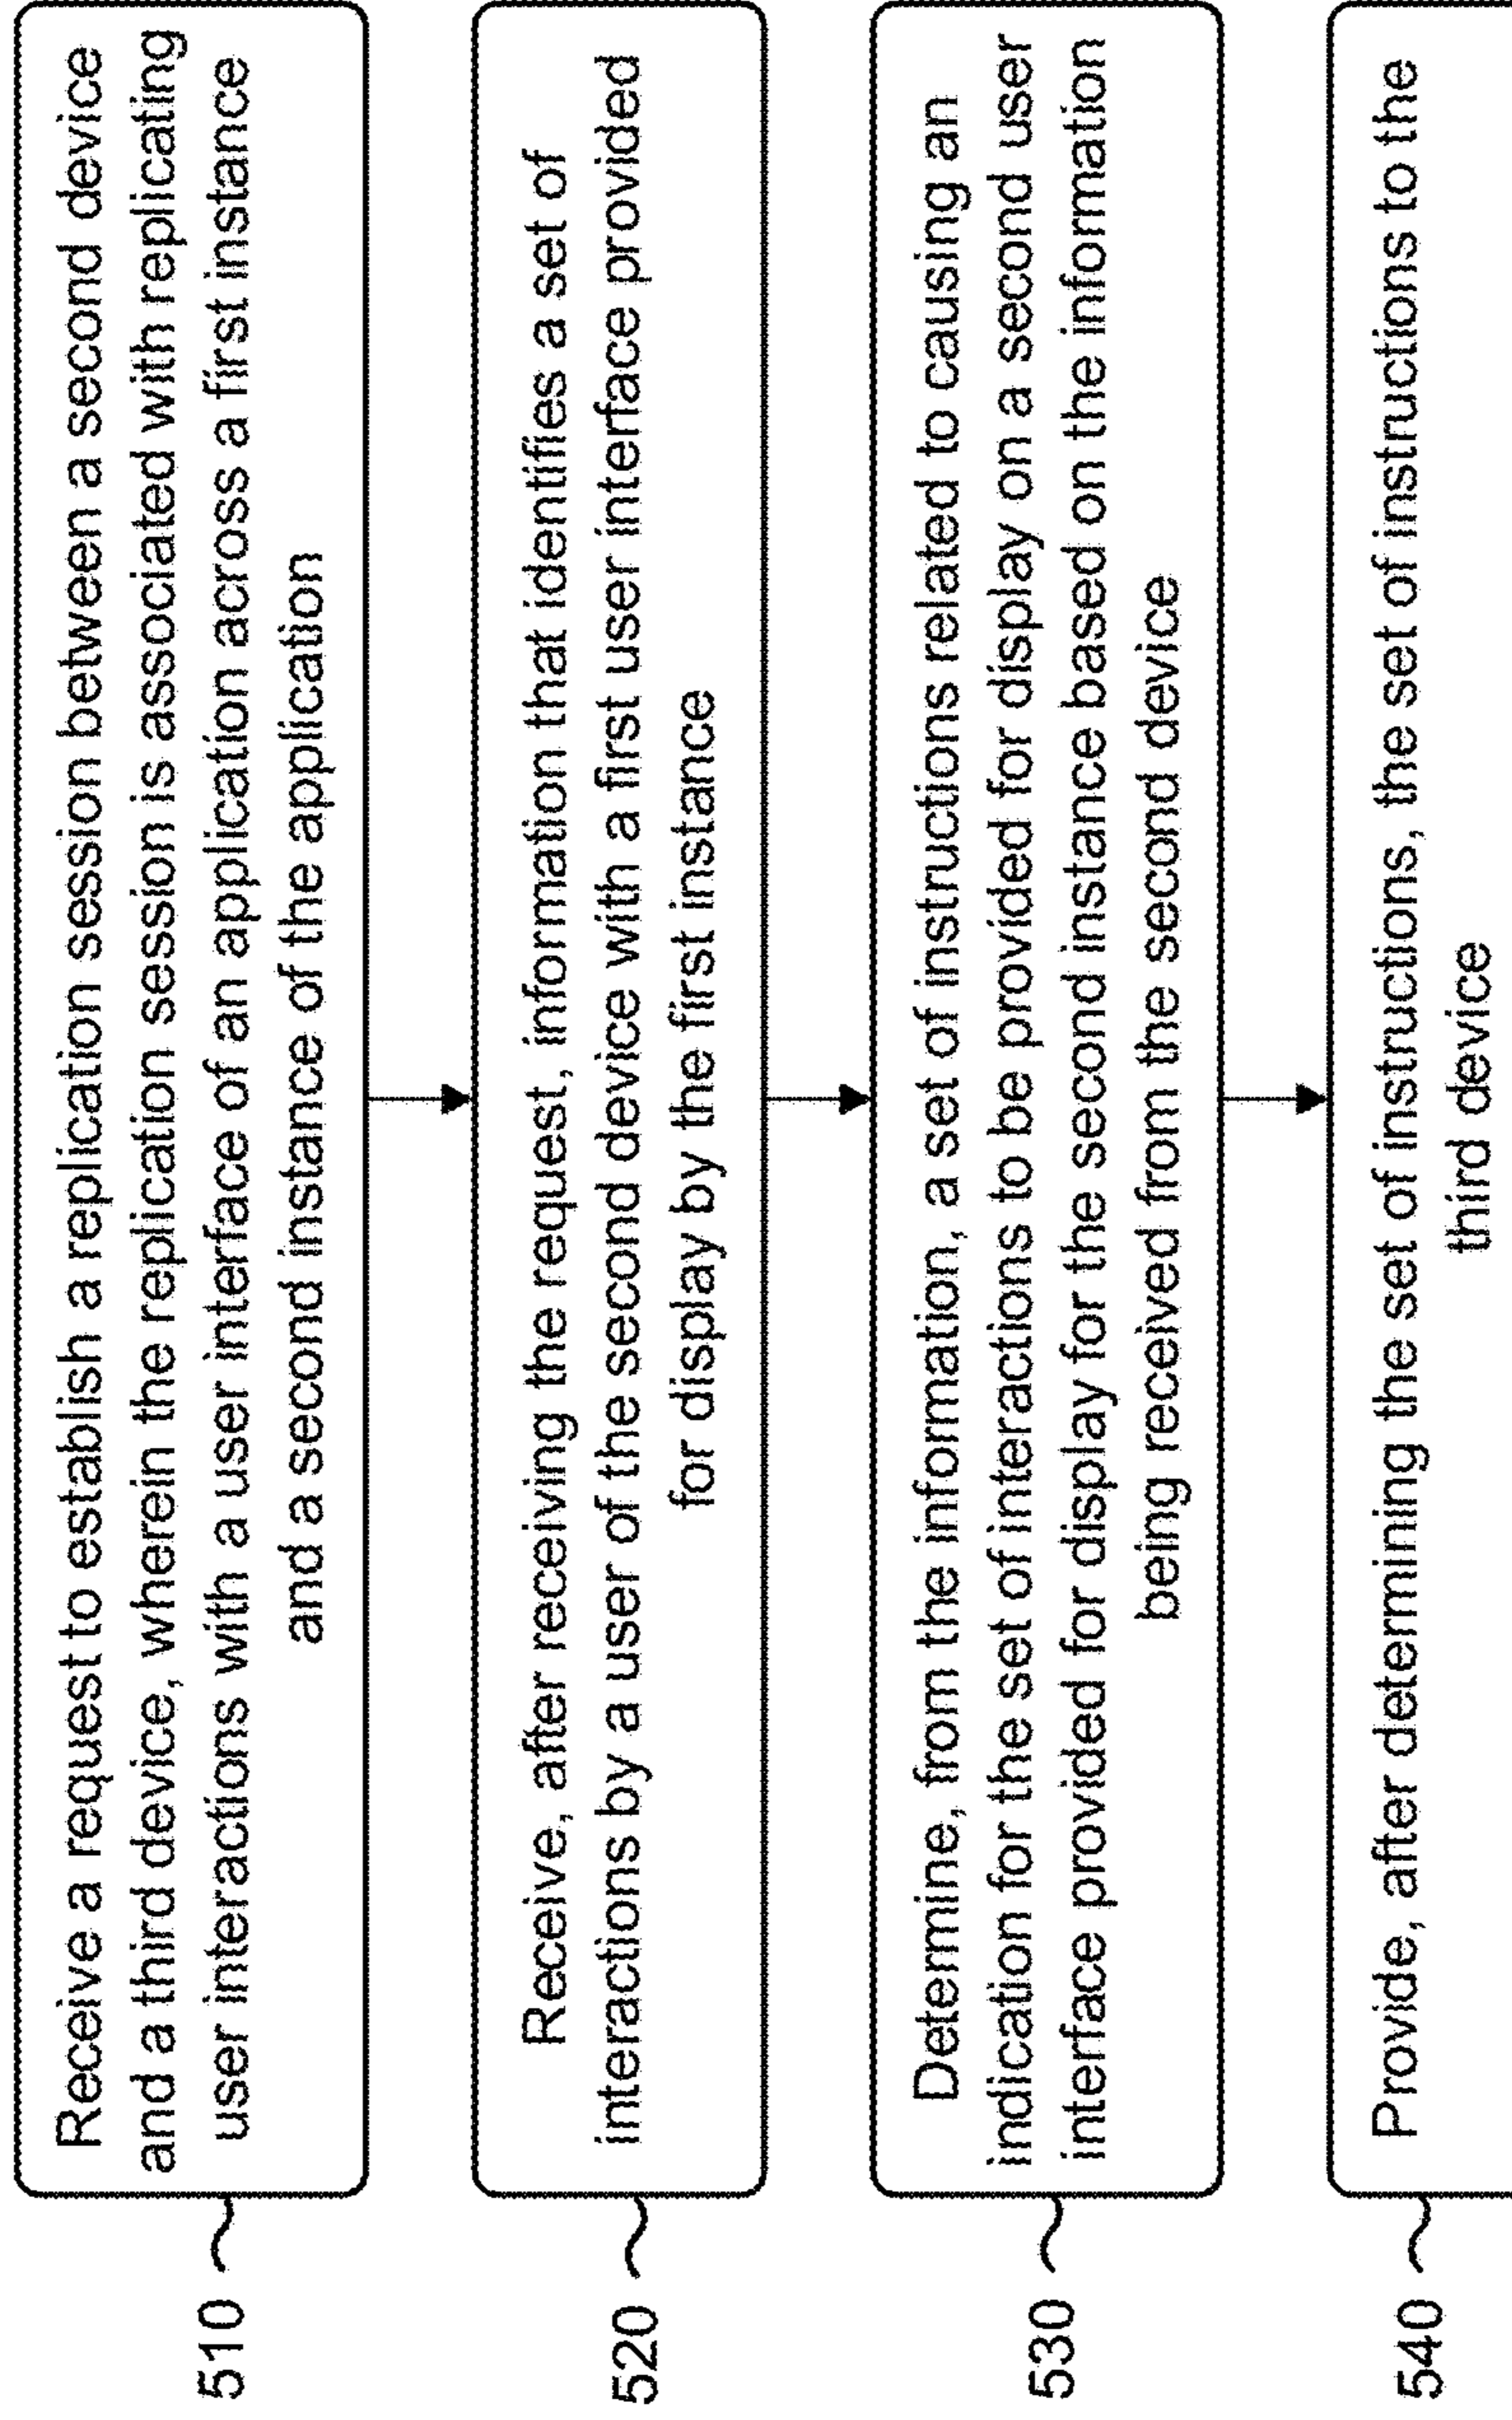 510
Receive a request to establish a replication session between a second device
and a third device, wherein the replication session is associated with replicating
user interactions with a user interface of an application across a first instance
and a second instance of the application
520
Receive, after receiving the request, information that identifies a set of
interactions by a user of the second device with a first user interface provided
for display by the first instance
530
Determine, from the information, a set of instructions related to causing an
indication for the set of interactions to be provided for display on a second user
interface provided for display for the second instance based on the information
being received from the second device
540
Provide, after determining the set of instructions, the set of instructions to the
third device